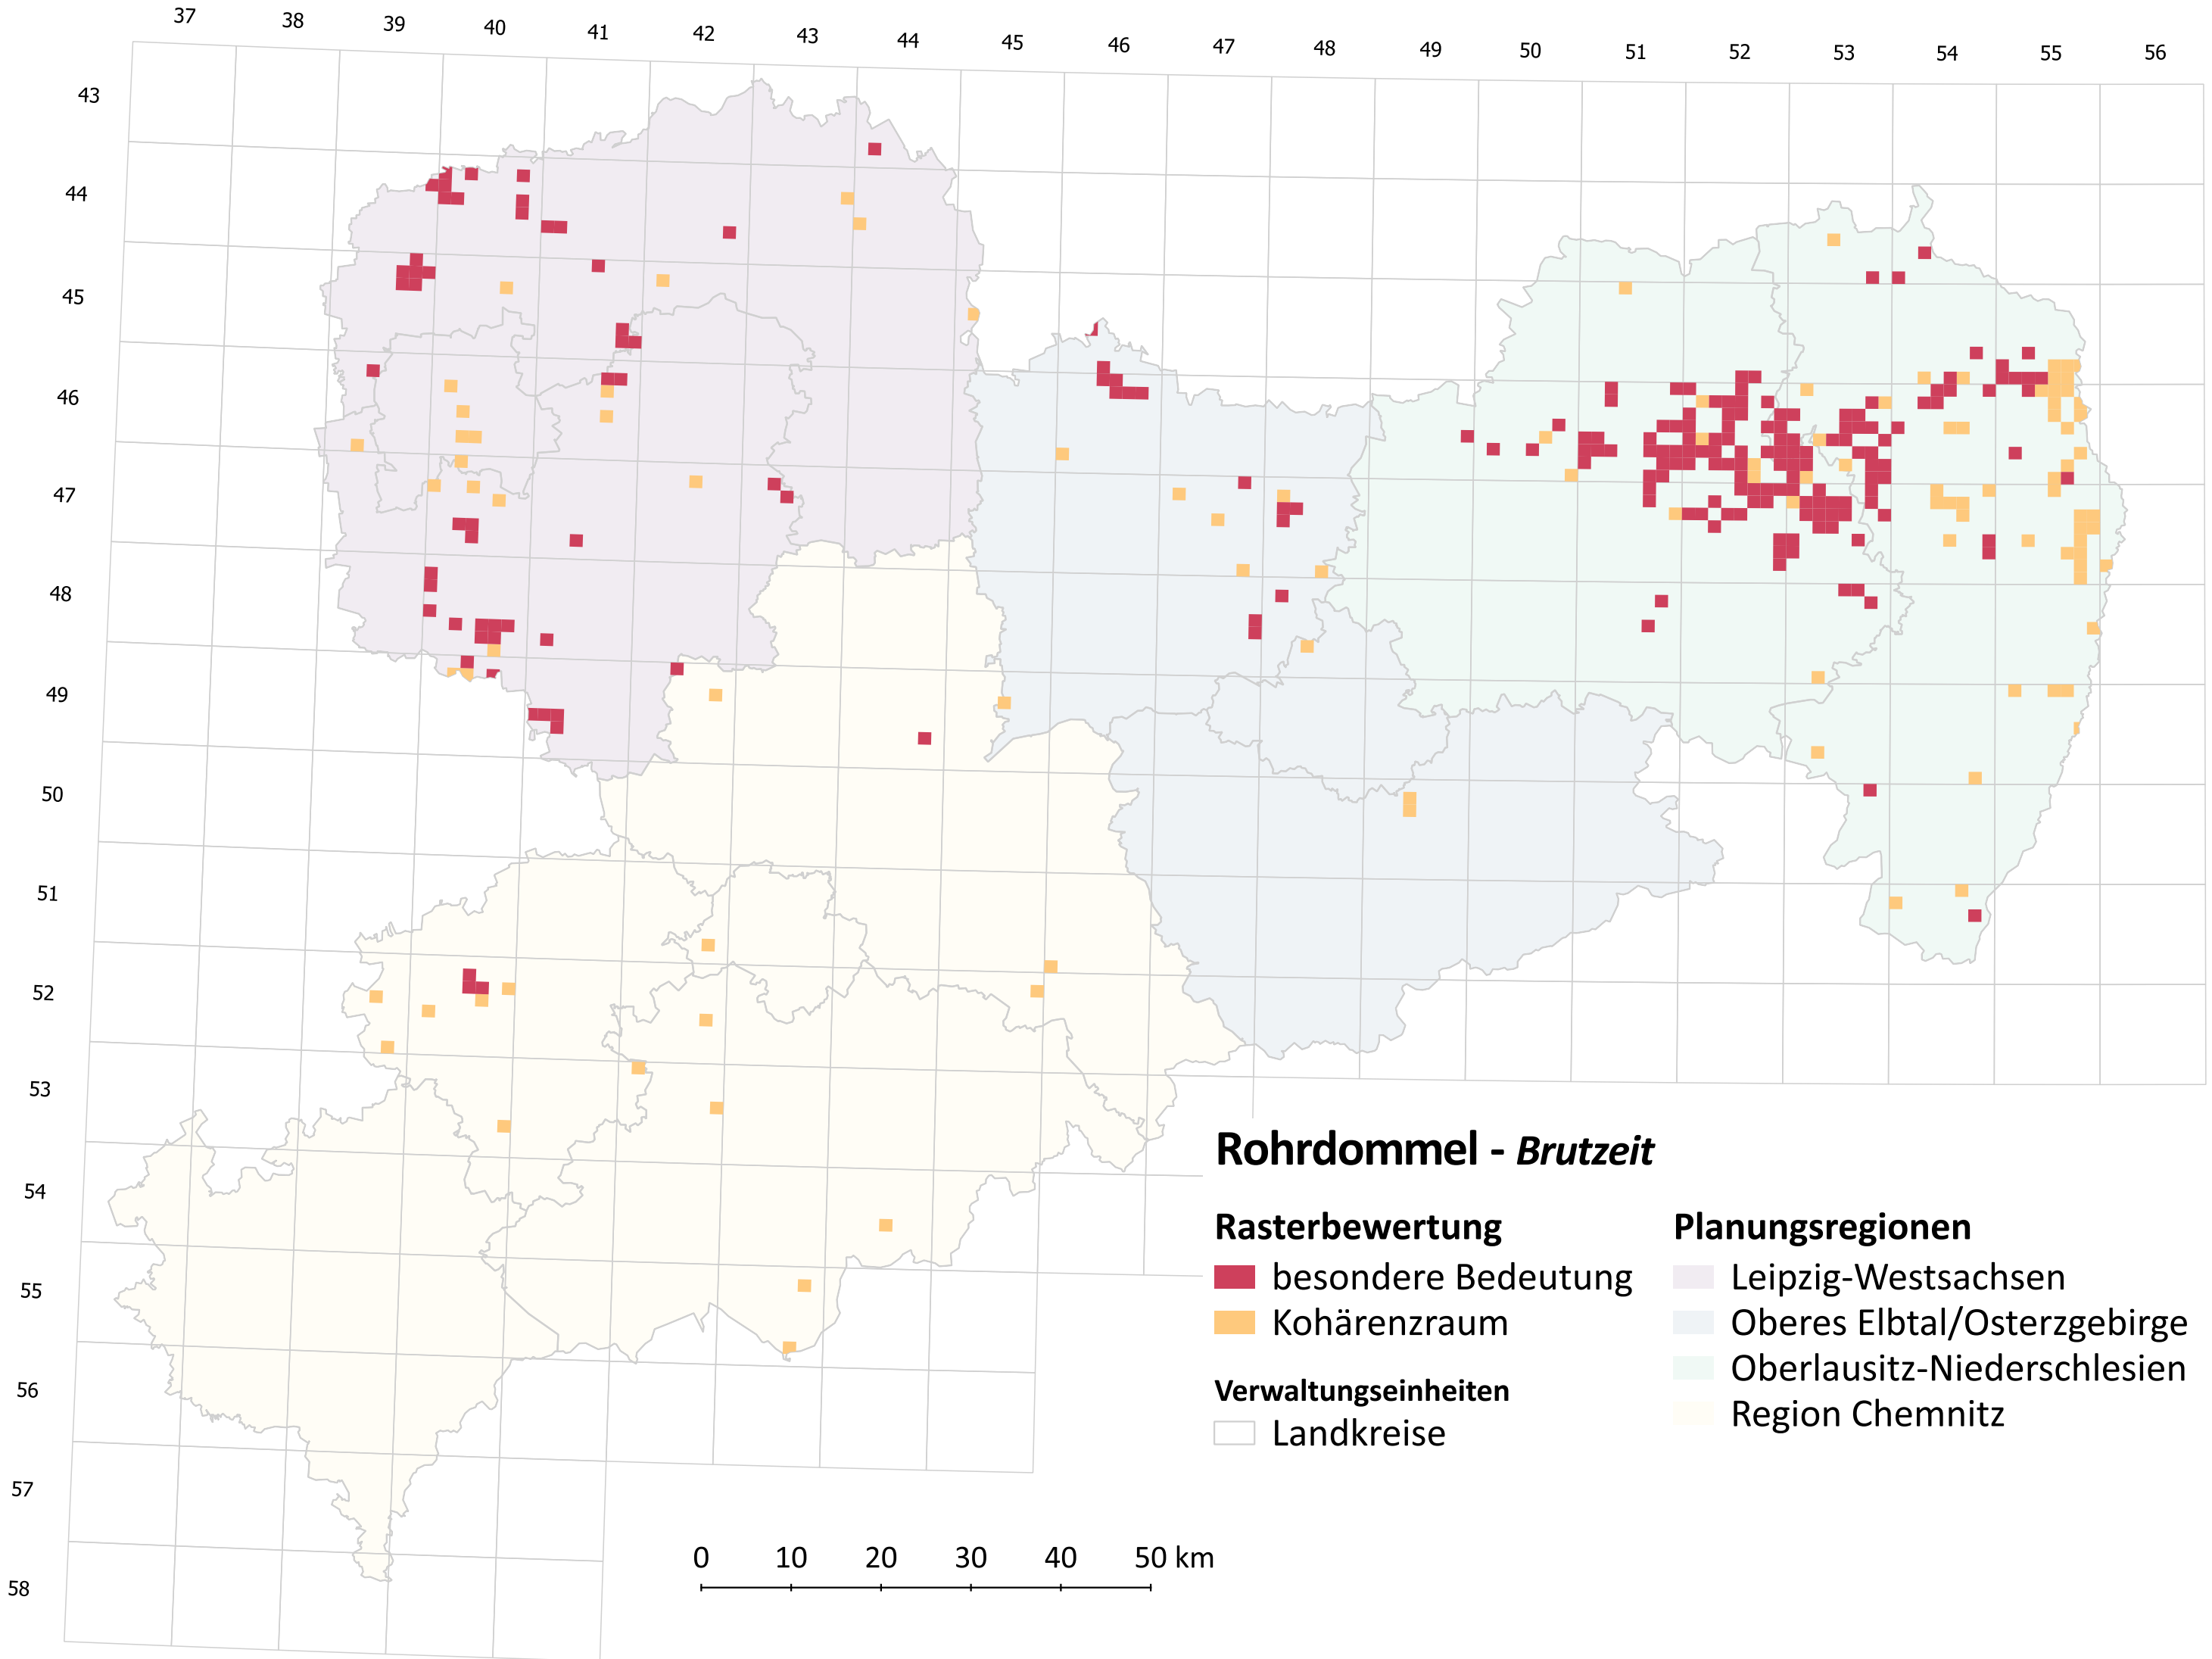 37 38 39 40 41 42 43 44 45 46 47 48 49 50 51 52 53 54 55 56
43
44
45
46
47
48
49
50
51
52
53
54
55
56
57
58
Rohrdommel - Brutzeit
Rasterbewertung
besondere Bedeutung
Kohärenzraum
Verwaltungseinheiten
Landkreise
Planungsregionen
Leipzig-Westsachsen
Oberes Elbtal/Osterzgebirge
Oberlausitz-Niederschlesien
Region Chemnitz
0 10 20 30 40 50 km